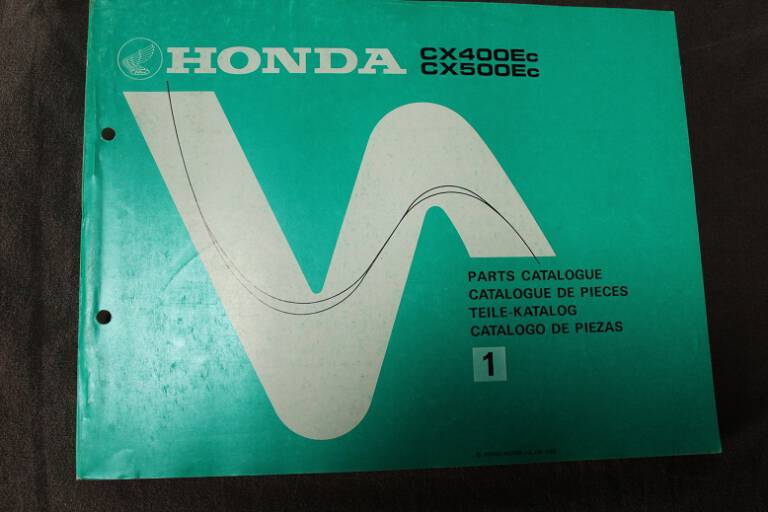 HONDA
CX400Ec
CX500Ec
PARTS CATALOGUE
CATALOGUE DE PIECES
TEILE-KATALOG
CATALOGO DE PIEZAS
1